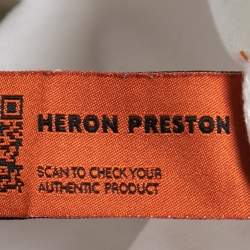 HERON PRESTON
SCAN TO CHECK YOUR
AUTHENTIC PRODUCT